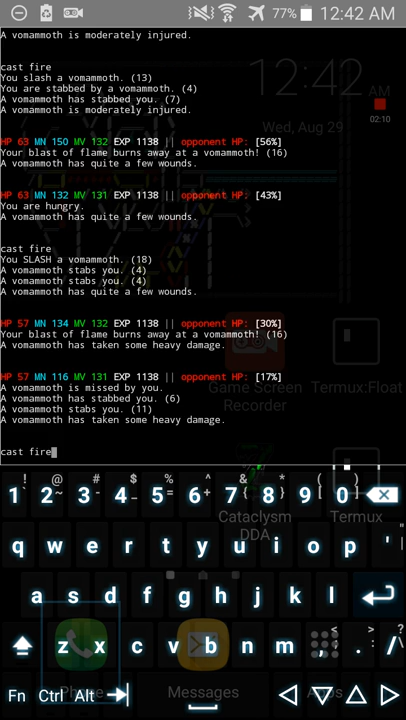 77% 12:42 AM
A vomammoth is moderately injured.
12:42
AM
Wed, Aug 29
02:10
cast fire
You slash a vomammoth. (13)
You are stabbed by a vomammoth. (4)
A vomammoth has stabbed you. (7)
A vomammoth is moderately injured.
HP 63 MN 150 MV 132 EXP 1138 || opponent HP: [56%]
Your blast of flame burns away at a vomammoth! (16)
A vomammoth has quite a few wounds.
HP 63 MN 132 MV 131 EXP 1138 || opponent HP: [43%]
You are hungry.
A vomammoth has quite a few wounds.
cast fire
You SLASH a vomammoth. (18)
A vomammoth stabs you. (4)
A vomammoth stabs you. (4)
A vomammoth has quite a few wounds.
HP 57 MN 134 MV 132 EXP 1138 || opponent HP: [30%]
Your blast of flame burns away at a vomammoth! (16)
A vomammoth has taken some heavy damage.
HP 57 MN 116 MV 131 EXP 1138 || opponent HP: [17%]
A vomammoth is missed by you.
A vomammoth has stabbed you. (6)
A vomammoth stabs you. (11)
A vomammoth has taken some heavy damage.
Game Screen
Recorder
Termux:Float
cast fire
! @ # $ % ^ & * ( )
1 2 3 4 5 6 7 8 9 0
~ - _ = + { } [ ]
Cataclysm
DDA
Termux
q w e r t y u i o p '
a s d f g h j k l
z x c v b n m , . /
< > ?
Fn Ctrl Alt
Phone
Messages
Apps